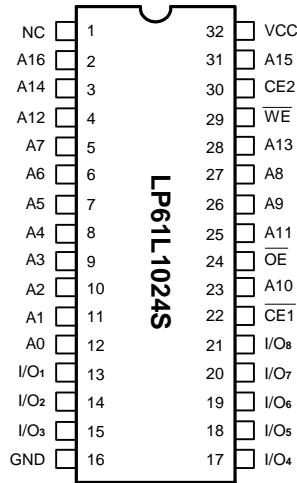 NC 1 32 VCC
A16 2 31 A15
A14 3 30 CE2
A12 4 29 W̅E̅
A7 5 28 A13
A6 6 27 A8
A5 7 26 A9
A4 8 25 A11
A3 9 24 O̅E̅
A2 10 23 A10
A1 11 22 C̅E̅1̅
A0 12 21 I/O₈
I/O₁ 13 20 I/O₇
I/O₂ 14 19 I/O₆
I/O₃ 15 18 I/O₅
GND 16 17 I/O₄
LP61L1024S